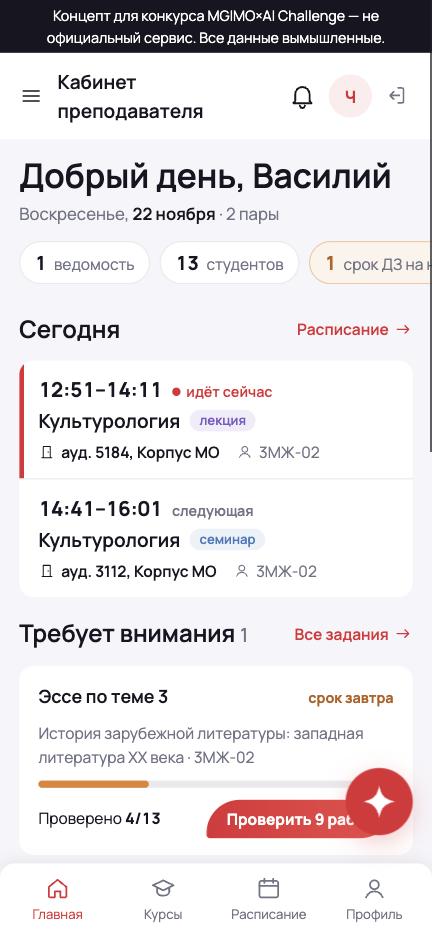 Концепт для конкурса MGIMO×AI Challenge — не
официальный сервис. Все данные вымышленные.
Кабинет
преподавателя
Ч
Добрый день, Василий
Воскресенье, 22 ноября · 2 пары
1 ведомость
13 студентов
1 срок ДЗ на
Сегодня
Расписание →
12:51–14:11 идёт сейчас
Культурология лекция
ауд. 5184, Корпус МО 3МЖ-02
14:41–16:01 следующая
Культурология семинар
ауд. 3112, Корпус МО 3МЖ-02
Требует внимания 1
Все задания →
Эссе по теме 3
срок завтра
История зарубежной литературы: западная
литература XX века · 3МЖ-02
Проверено 4/13
Проверить 9
Главная
Курсы
Расписание
Профиль